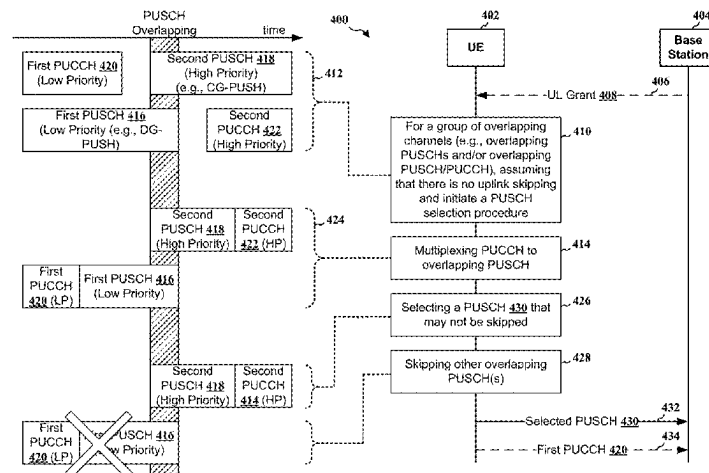 PUSCH
Overlapping
time
400
402
404
UE
Base
Station
First PUCCH 420
(Low Priority)
Second PUSCH 418
(High Priority)
(e.g., CG-PUSH)
412
406
UL Grant 408
First PUSCH 416
(Low Priority (e.g., DG-
PUSH)
Second
PUCCH
422
(High Priority)
For a group of overlapping
channels (e.g., overlapping
PUSCHs and/or overlapping
PUSCH/PUCCH), assuming
that there is no uplink skipping
and initiate a PUSCH
selection procedure
410
Second
PUSCH
418
(High Priority)
Second
PUCCH
422 (HP)
424
Multiplexing PUCCH to
overlapping PUSCH
414
First
PUCCH
420 (LP)
First PUSCH 416
(Low Priority)
Selecting a PUSCH 430 that
may not be skipped
426
Skipping other overlapping
PUSCH(s)
428
Second
PUSCH 418
(High Priority)
Second
PUCCH
414 (HP)
Selected PUSCH 430
432
First
PUCCH
420 (LP)
PUSCH 416
Priority)
First PUCCH 420
434